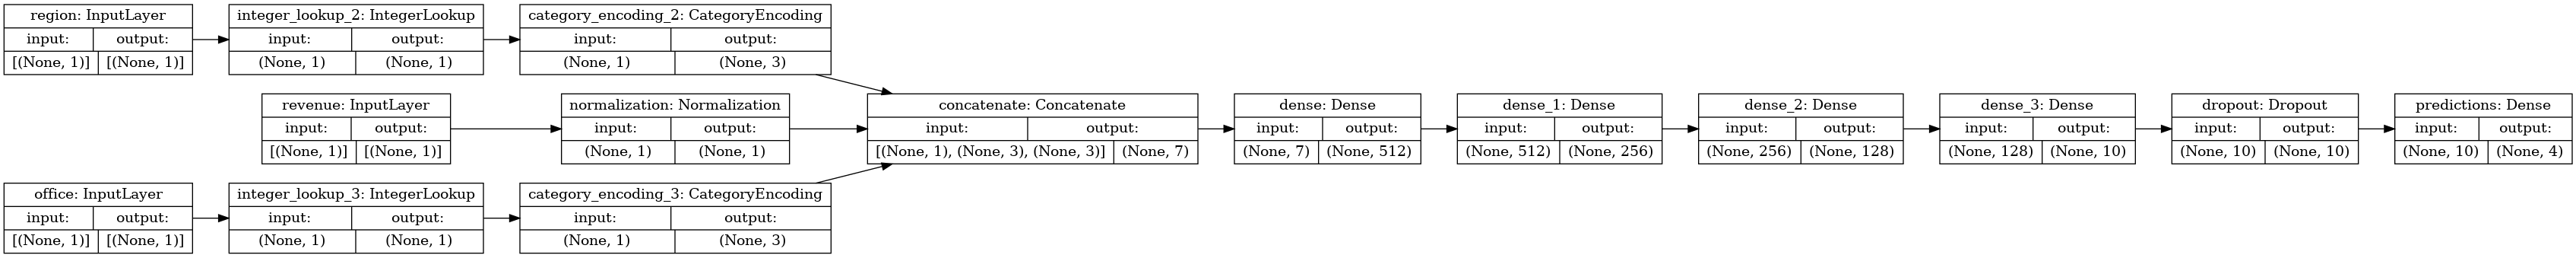 region: InputLayer
input: output:
[(None, 1)] [(None, 1)]
integer_lookup_2: IntegerLookup
input: output:
(None, 1) (None, 1)
category_encoding_2: CategoryEncoding
input: output:
(None, 1) (None, 3)
revenue: InputLayer
input: output:
[(None, 1)] [(None, 1)]
normalization: Normalization
input: output:
(None, 1) (None, 1)
concatenate: Concatenate
input: output:
[(None, 1), (None, 3), (None, 3)] (None, 7)
dense: Dense
input: output:
(None, 7) (None, 512)
dense_1: Dense
input: output:
(None, 512) (None, 256)
dense_2: Dense
input: output:
(None, 256) (None, 128)
dense_3: Dense
input: output:
(None, 128) (None, 10)
dropout: Dropout
input: output:
(None, 10) (None, 10)
predictions: Dense
input: output:
(None, 10) (None, 4)
office: InputLayer
input: output:
[(None, 1)] [(None, 1)]
integer_lookup_3: IntegerLookup
input: output:
(None, 1) (None, 1)
category_encoding_3: CategoryEncoding
input: output:
(None, 1) (None, 3)